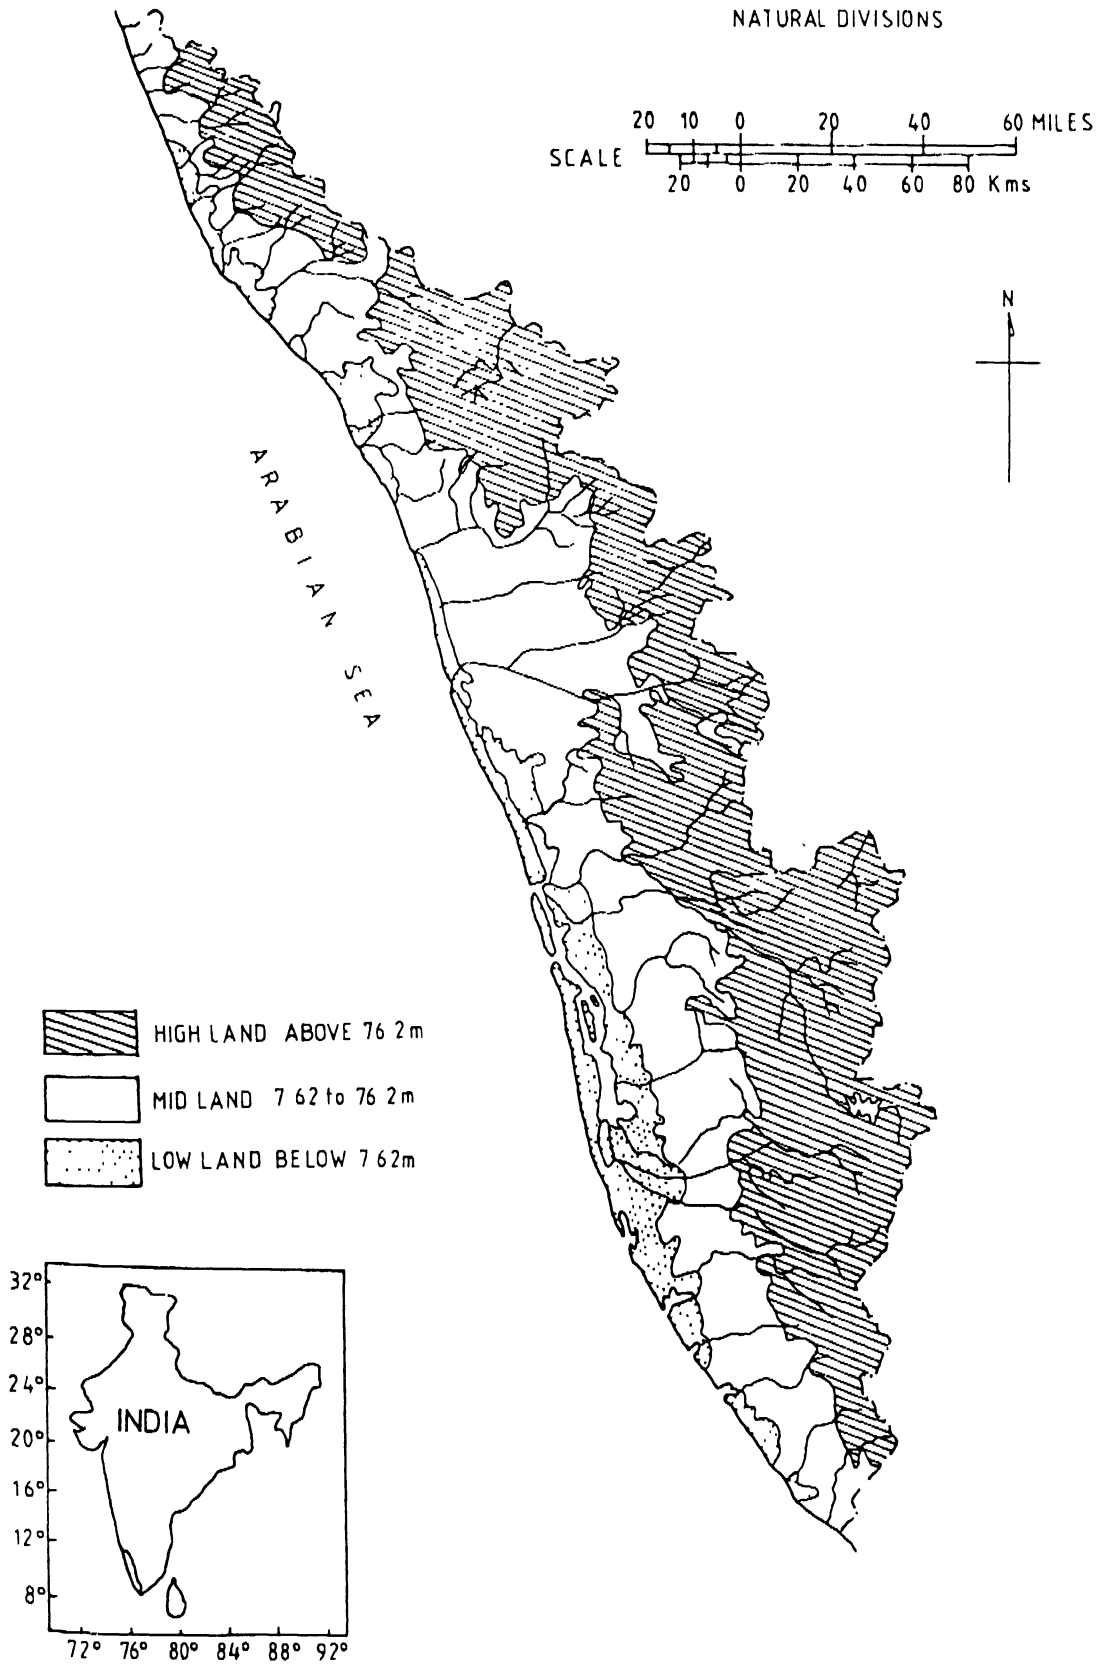 NATURAL DIVISIONS
20 10 0 20 40 60 MILES
SCALE
20 0 20 40 60 80 Kms
N
ARABIAN SEA
HIGH LAND ABOVE 76 2m
MID LAND 7 62 to 76 2m
LOW LAND BELOW 7 62m
32°
28°
24°
INDIA
20°
16°
12°
8°
72° 76° 80° 84° 88° 92°